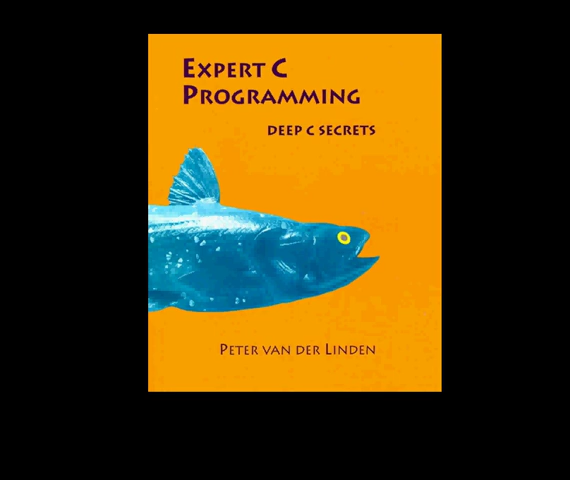 EXPERT C
PROGRAMMING
DEEP C SECRETS
PETER VAN DER LINDEN